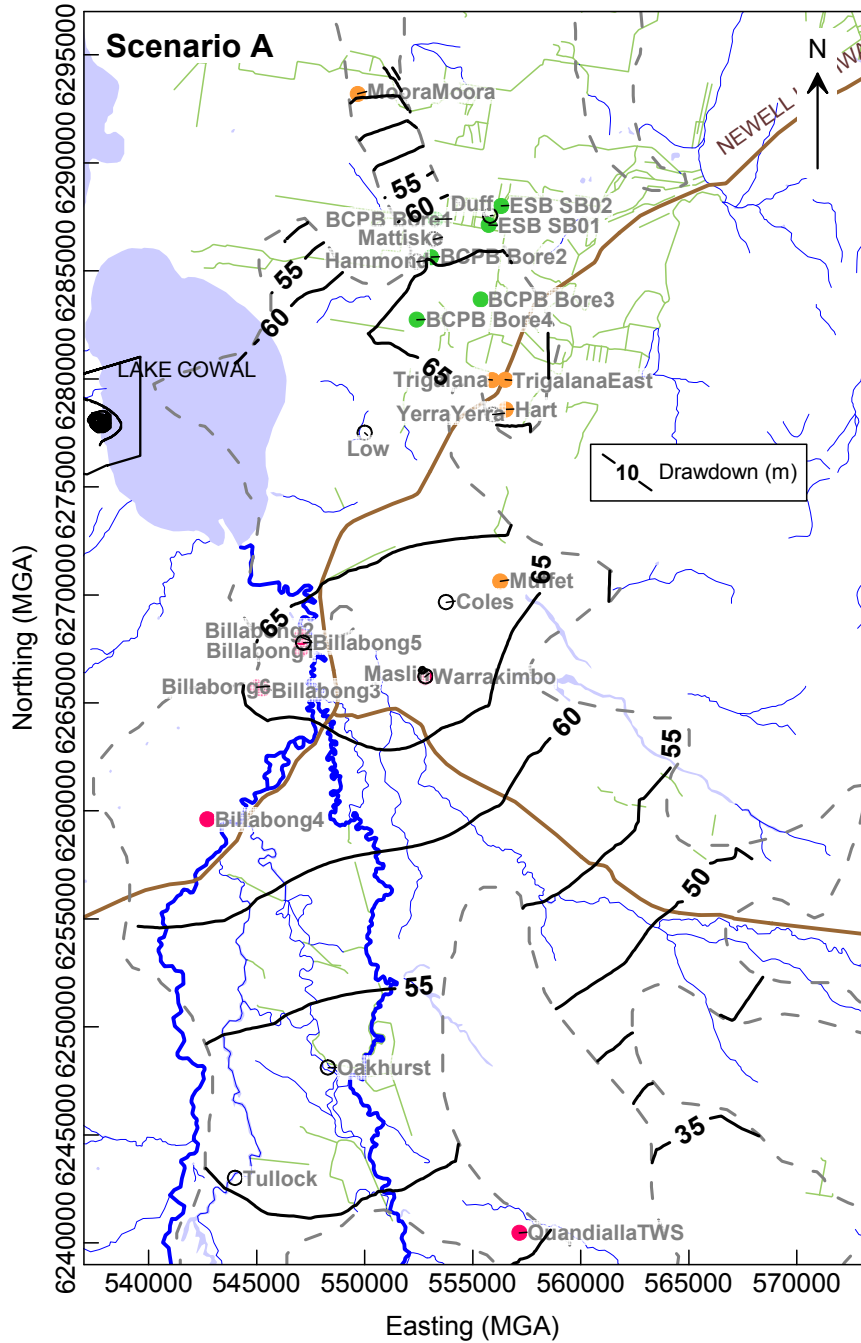 Scenario A
N
NEWELL
MooraMoora
55
60
Duff
ESB SB02
BCPB Bore1
ESB SB01
Mattiske
BCPB Bore2
Hammond
55
60
BCPB Bore3
BCPB Bore4
65
LAKE COWAL
Trigalana
TrigalanaEast
YerraYerra
Hart
Low
10 Drawdown (m)
Muffet
65
Coles
65
Billabong2
Billabong5
Billabong1
Maslin
Warrakimbo
Billabong6
Billabong3
60
55
Billabong4
50
55
Oakhurst
35
Tullock
QuandiallaTWS
6295000
6290000
6285000
6280000
6275000
6270000
6265000
6260000
6255000
6250000
6245000
6240000
Northing (MGA)
540000 545000 550000 555000 560000 565000 570000
Easting (MGA)